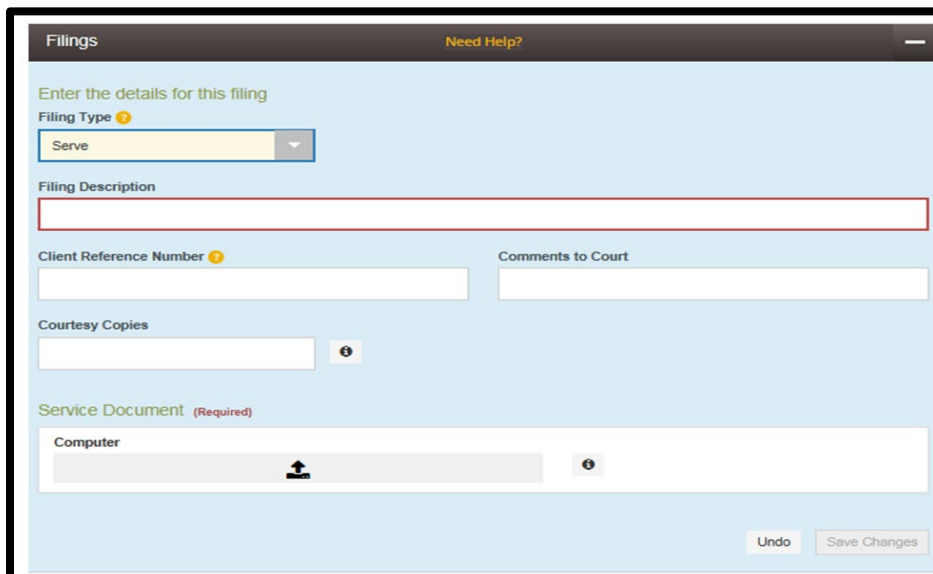 Filings Need Help?
Enter the details for this filing
Filing Type ?
Serve
Filing Description
Client Reference Number ?
Comments to Court
Courtesy Copies
Service Document (Required)
Computer
Undo Save Changes